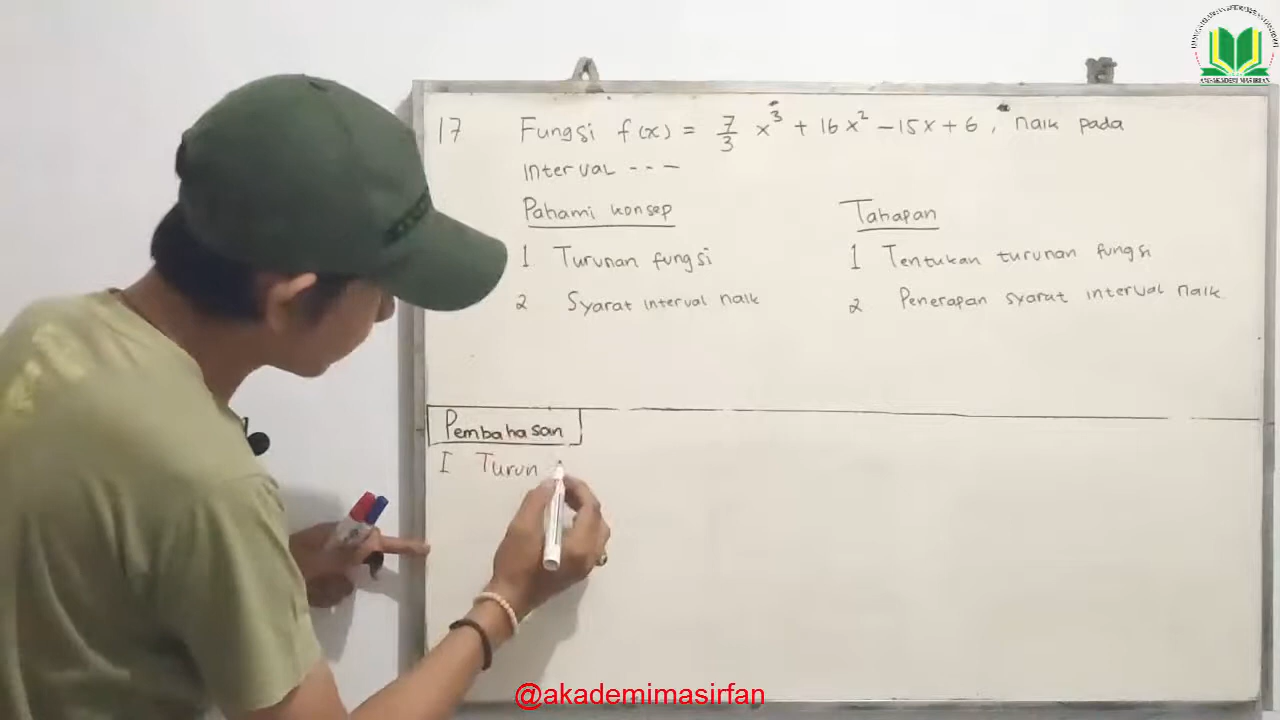 17 Fungsi f(x) = 7/3 x³ + 16x² - 15x + 6, naik pada
interval ---
Pahami konsep
1 Turunan fungsi
2 Syarat interval naik
Tahapan
1 Tentukan turunan fungsi
2 Penerapan syarat interval naik
Pembahasan
I Turun
@akademimasirfan